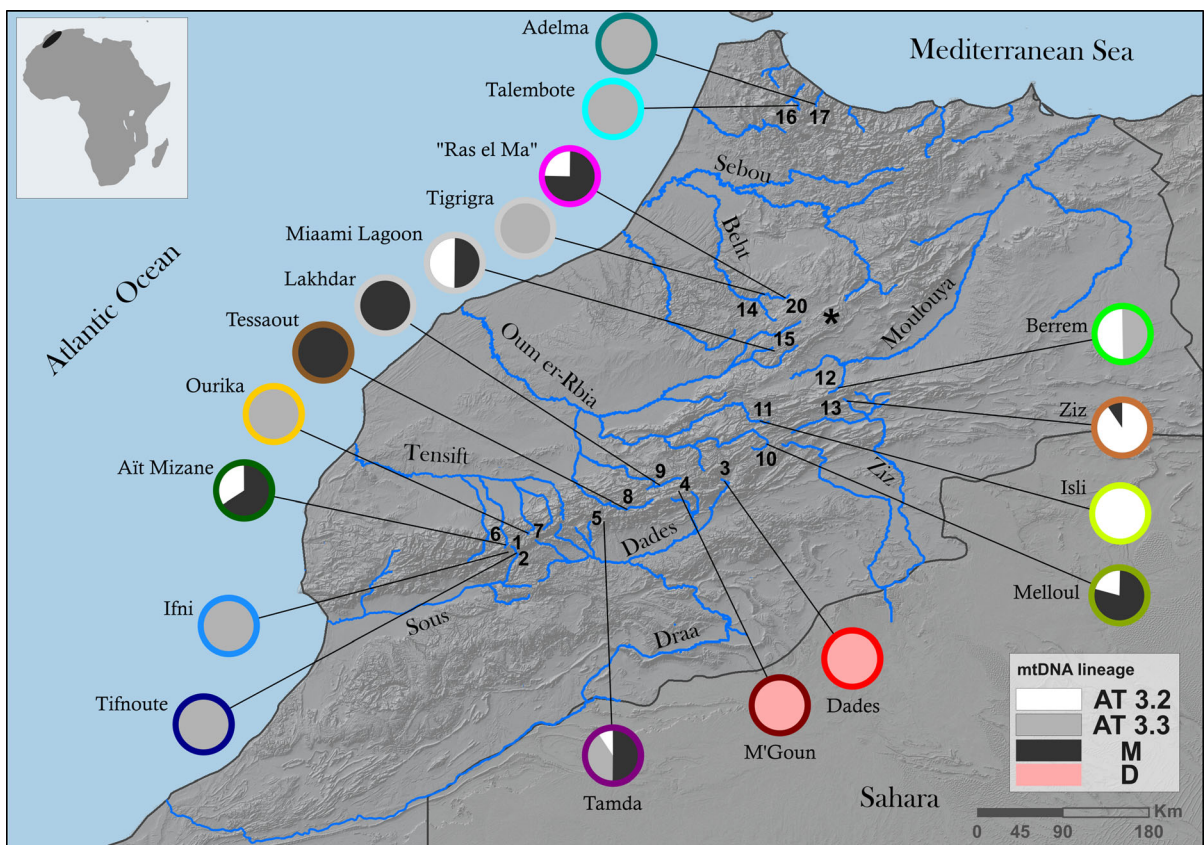 Adelma
Mediterranean Sea
Talembote
16
17
"Ras el Ma"
Sebou
Tigrigra
Beht
Miaami Lagoon
Lakhdar
Atlantic Ocean
14
20
*
Moulouya
Berrem
Tessaout
15
Oum er-Rbia
12
Ourika
11
13
Ziz
Tensift
10
Ziz
Aït Mizane
9
4
3
Isli
8
5
6
1
7
2
Dades
Melloul
Ifni
Sous
Draa
Tifnoute
Dades
M'Goun
Tamda
Sahara
mtDNA lineage
AT 3.2
AT 3.3
M
D
Km
0 45 90 180